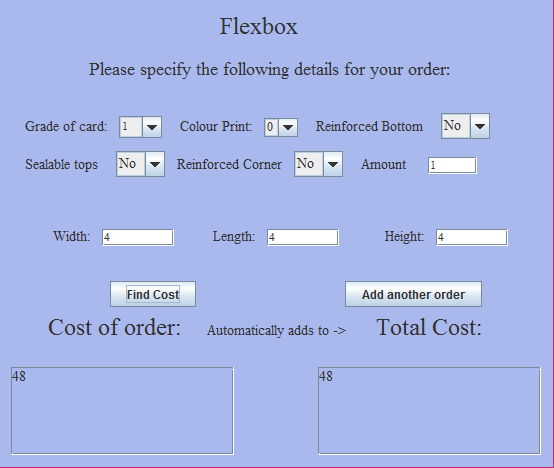 Flexbox
Please specify the following details for your order:
Grade of card: 1 Colour Print: 0 Reinforced Bottom No
Sealable tops No Reinforced Corner No Amount 1
Width: 4 Length: 4 Height: 4
Find Cost Add another order
Cost of order: Automatically adds to -> Total Cost:
48 48